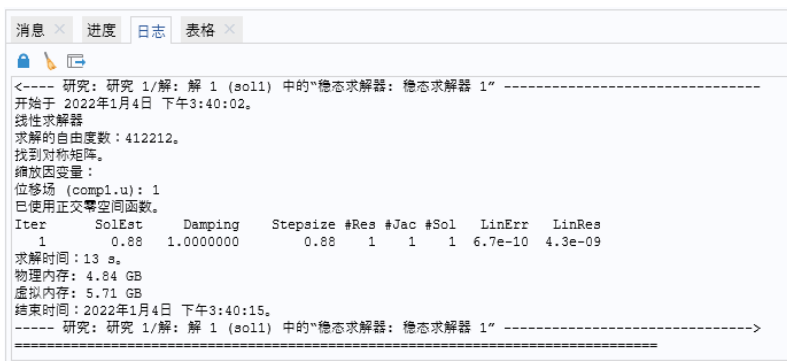 消息 进度 日志 表格
<---- 研究: 研究 1/解: 解 1 (sol1) 中的“稳态求解器: 稳态求解器 1” --------------------------------
开始于 2022年1月4日 下午3:40:02。
线性求解器
求解的自由度数：412212。
找到对称矩阵。
缩放因变量：
位移场 (comp1.u): 1
已使用正交零空间函数。
Iter SolEst Damping Stepsize #Res #Jac #Sol LinErr LinRes
1 0.88 1.0000000 0.88 1 1 1 6.7e-10 4.3e-09
求解时间：13 s。
物理内存: 4.84 GB
虚拟内存: 5.71 GB
结束时间：2022年1月4日 下午3:40:15。
----- 研究: 研究 1/解: 解 1 (sol1) 中的“稳态求解器: 稳态求解器 1” ------------------------------->
================================================================================